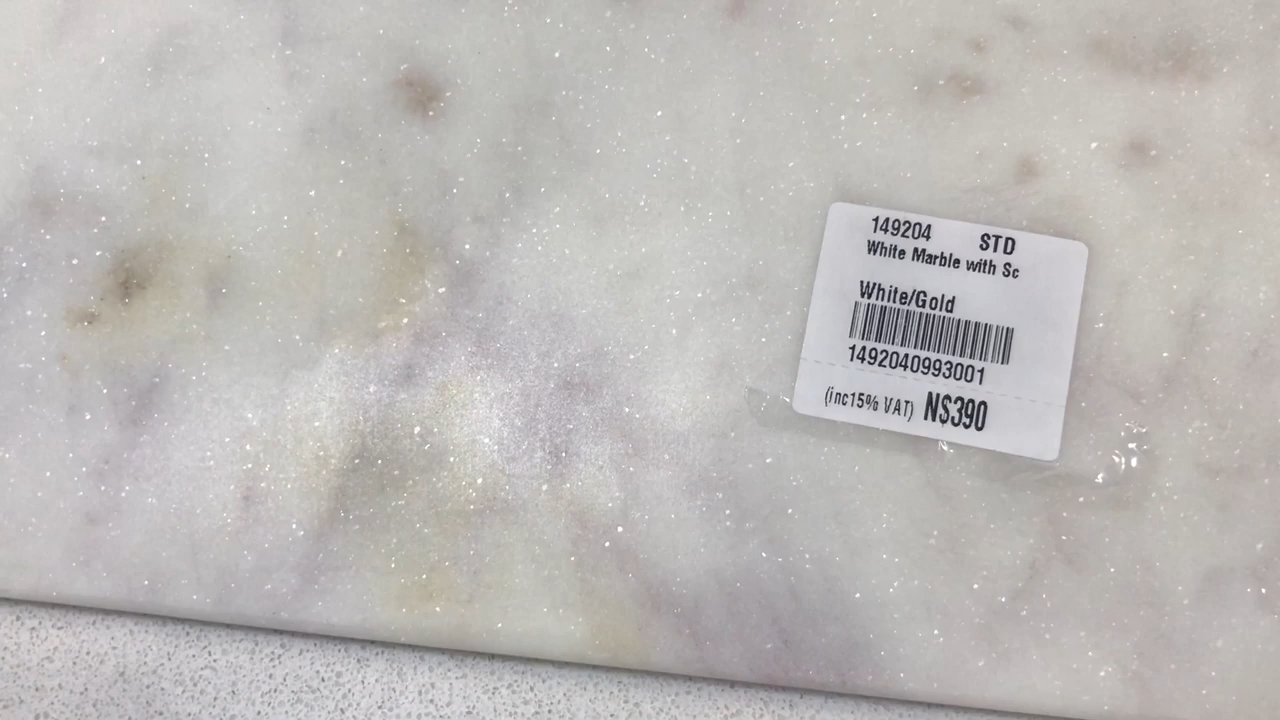 149204 STD
White Marble with Sc
White/Gold
1492040993001
(inc15% VAT) N$390